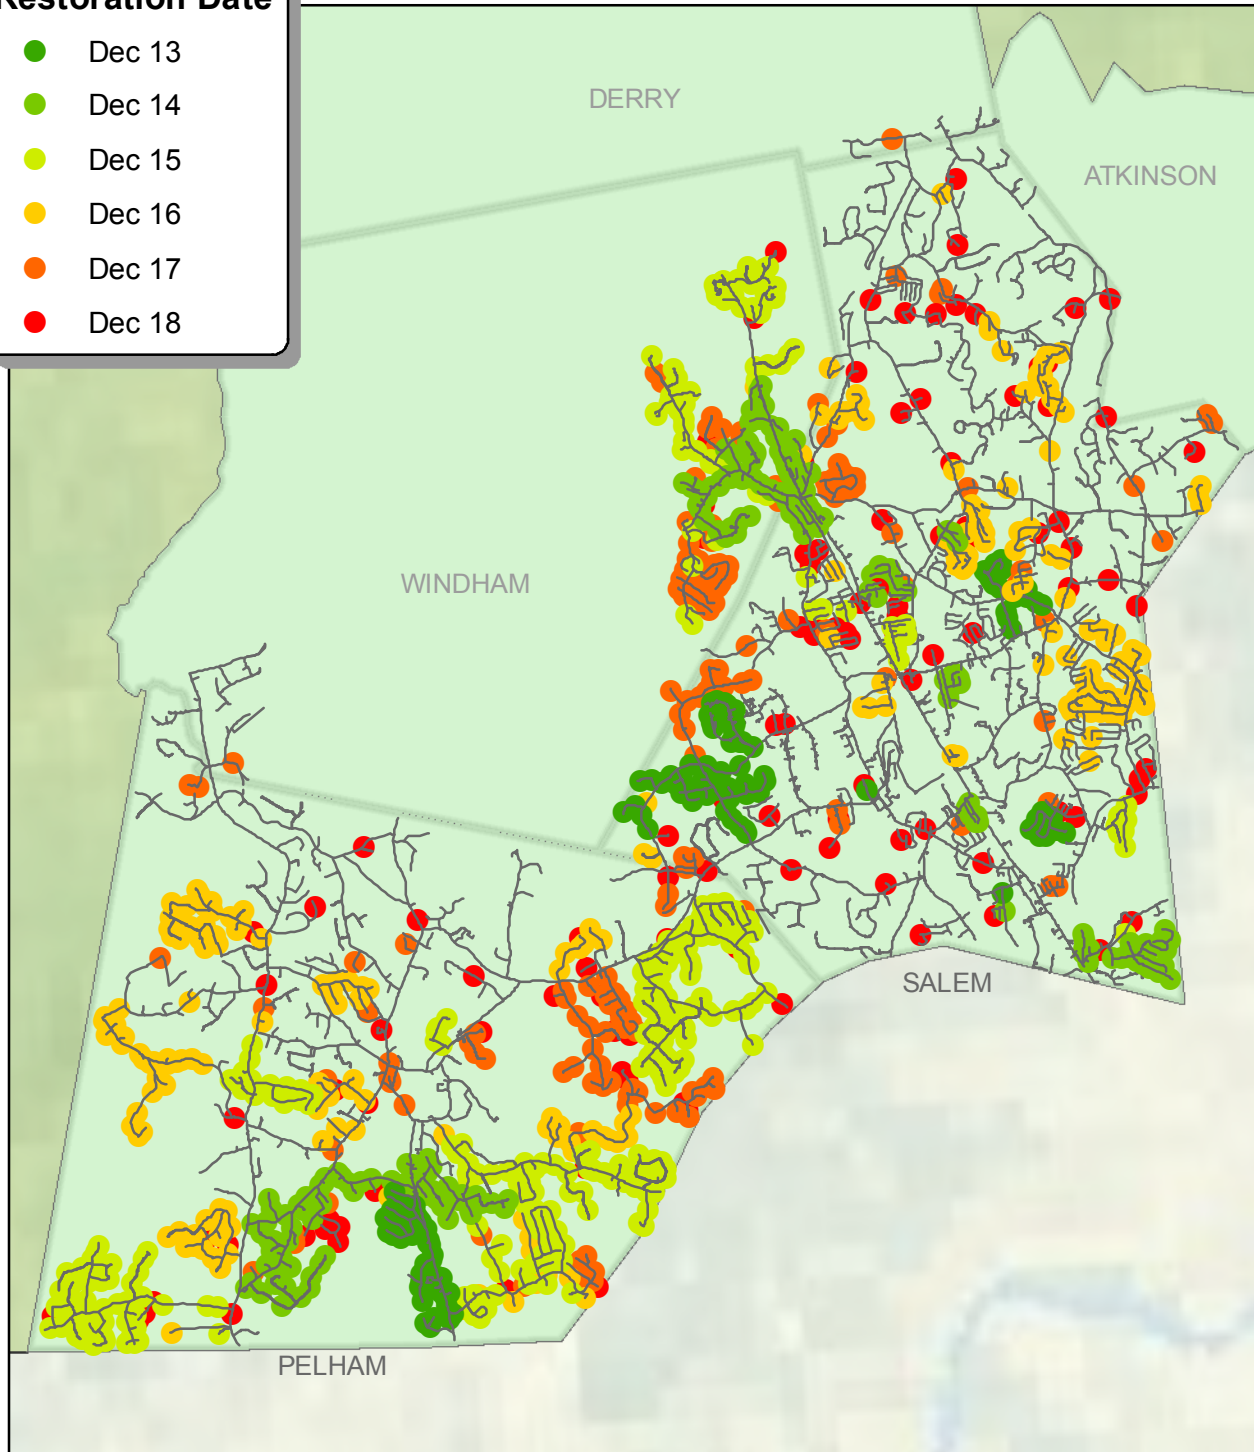 Restoration Date
Dec 13
Dec 14
Dec 15
Dec 16
Dec 17
Dec 18
DERRY
ATKINSON
WINDHAM
SALEM
PELHAM